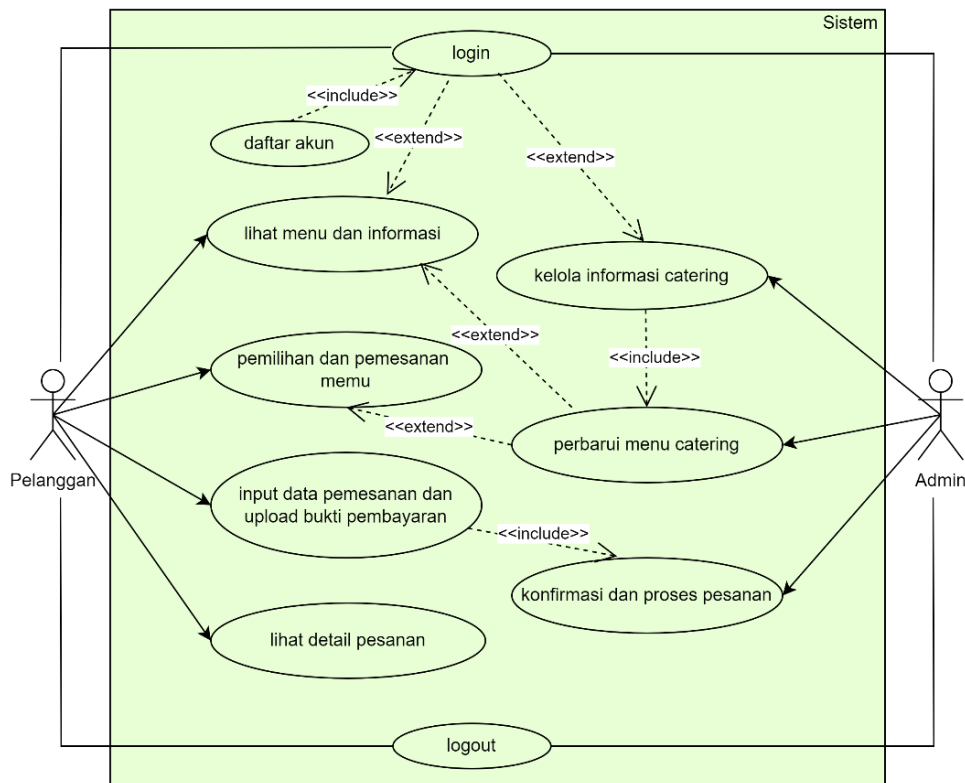 Sistem
login
<<include>>
daftar akun
<<extend>>
<<extend>>
lihat menu dan informasi
kelola informasi catering
<<extend>>
<<include>>
pemilihan dan pemesanan
memu
<<extend>>
perbarui menu catering
Pelanggan
Admin
input data pemesanan dan
upload bukti pembayaran
<<include>>
konfirmasi dan proses pesanan
lihat detail pesanan
logout